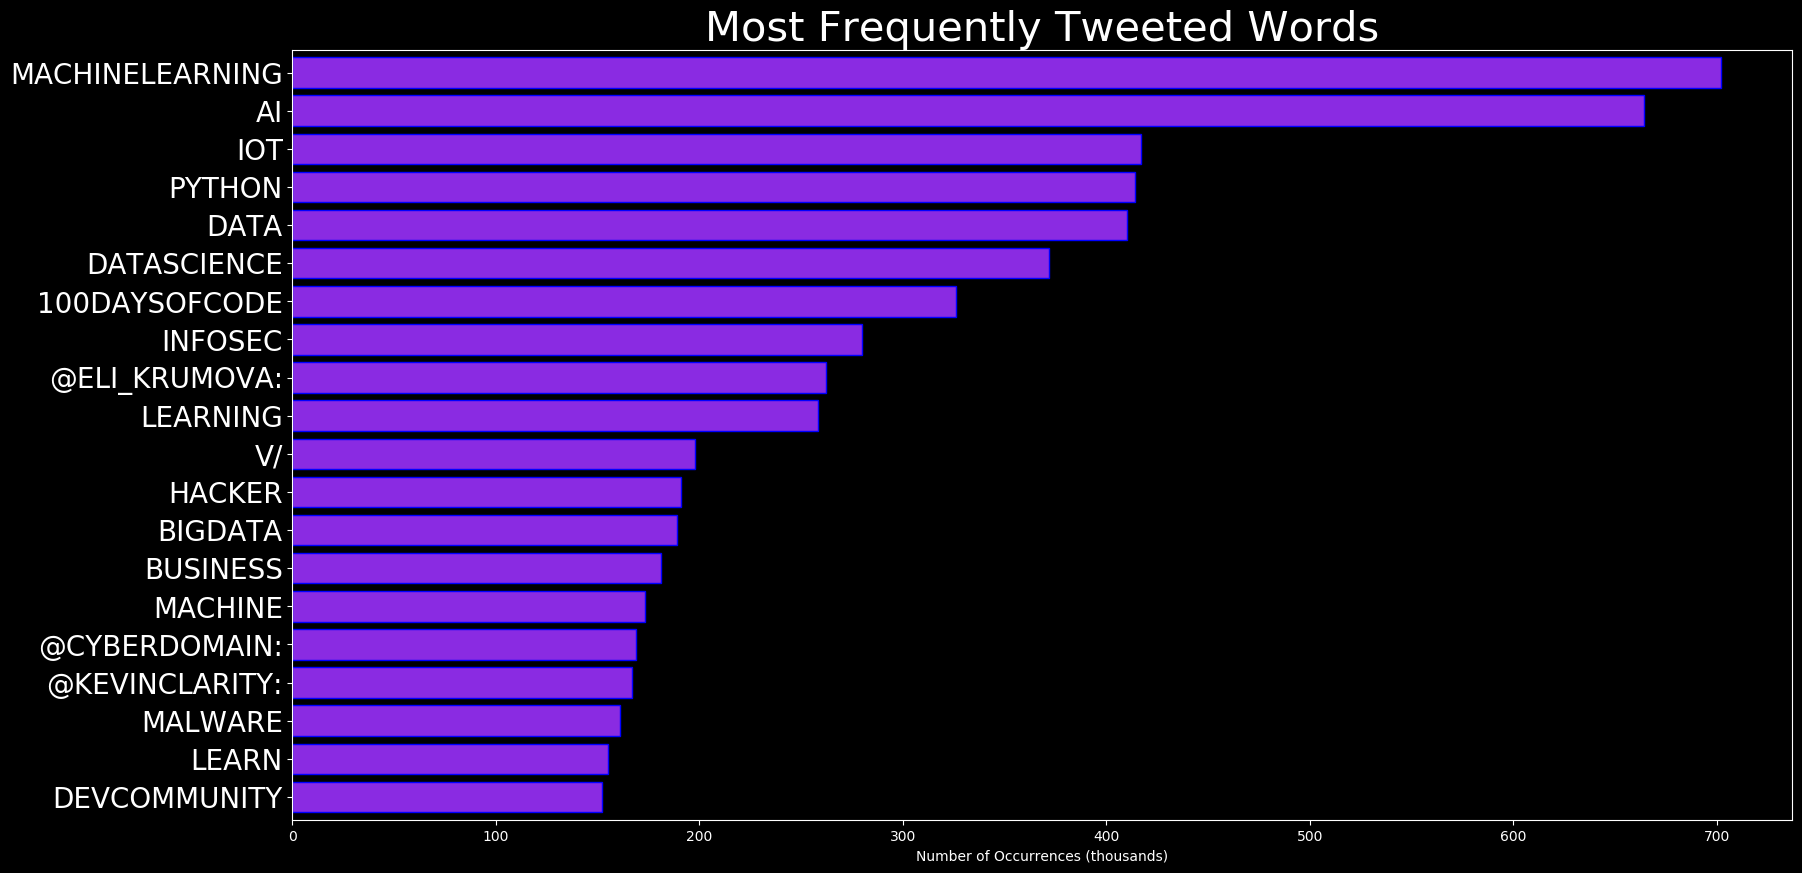 Most Frequently Tweeted Words
MACHINELEARNING
AI
IOT
PYTHON
DATA
DATASCIENCE
100DAYSOFCODE
INFOSEC
@ELI_KRUMOVA:
LEARNING
V/
HACKER
BIGDATA
BUSINESS
MACHINE
@CYBERDOMAIN:
@KEVINCLARITY:
MALWARE
LEARN
DEVCOMMUNITY
0 100 200 300 400 500 600 700
Number of Occurrences (thousands)